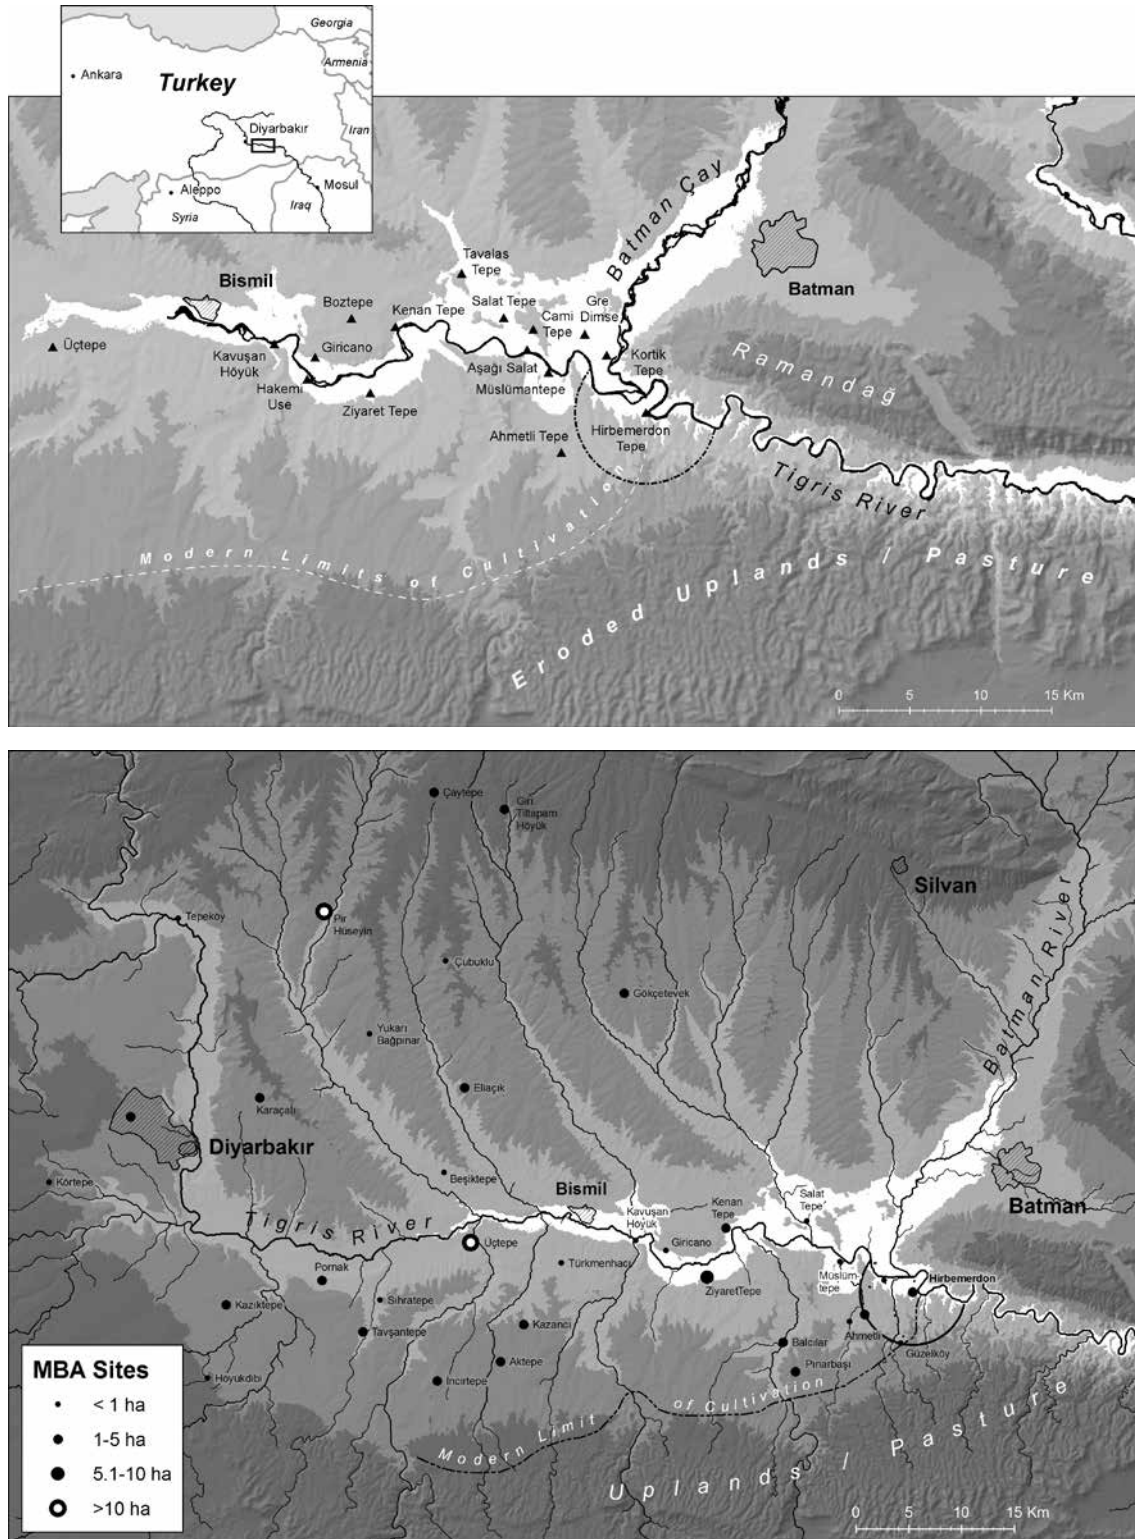 Georgia
Armenia
Ankara
Turkey
Iran
Diyarbakır
Aleppo
Mosul
Syria
Iraq
Batman Çay
Tavalas
Tepe
Bismil
Batman
Boztepe
Kenan Tepe
Salat Tepe
Gre
Dimse
Cami
Tepe
Üçtepe
Kavuşan
Höyük
Giricano
Aşağı Salat
Kortik
Tepe
Ramandağ
Hakemi
Use
Ziyaret Tepe
Müslümantepe
Ahmetli Tepe
Hirbemerdon
Tepe
Tigris River
Modern Limits of Cultivation
Eroded Uplands / Pasture
0 5 10 15 Km
Çaytepe
Giri
Tiltapam
Höyük
Silvan
Tepeköy
Pir
Hüseyin
Çubuklu
Batman River
Gökçetevek
Yukarı
Bağpınar
Eliaçık
Karaçalı
Diyarbakır
Körtepe
Beşiktepe
Bismil
Salat
Tepe
Batman
Kavuşan
Höyük
Kenan
Tepe
Tigris River
Üçtepe
Giricano
Türkmenhacı
Pornak
ZiyaretTepe
Müslüm-
tepe
Hirbemerdon
Kazıktepe
Sıhratepe
Tavşantepe
Kazancı
Ahmetli
Balcılar
Güzelköy
Aktepe
Pınarbaşı
Hoyukdibi
İncirtepe
Modern Limit of Cultivation
Uplands / Pasture
MBA Sites
< 1 ha
1-5 ha
5.1-10 ha
>10 ha
0 5 10 15 Km